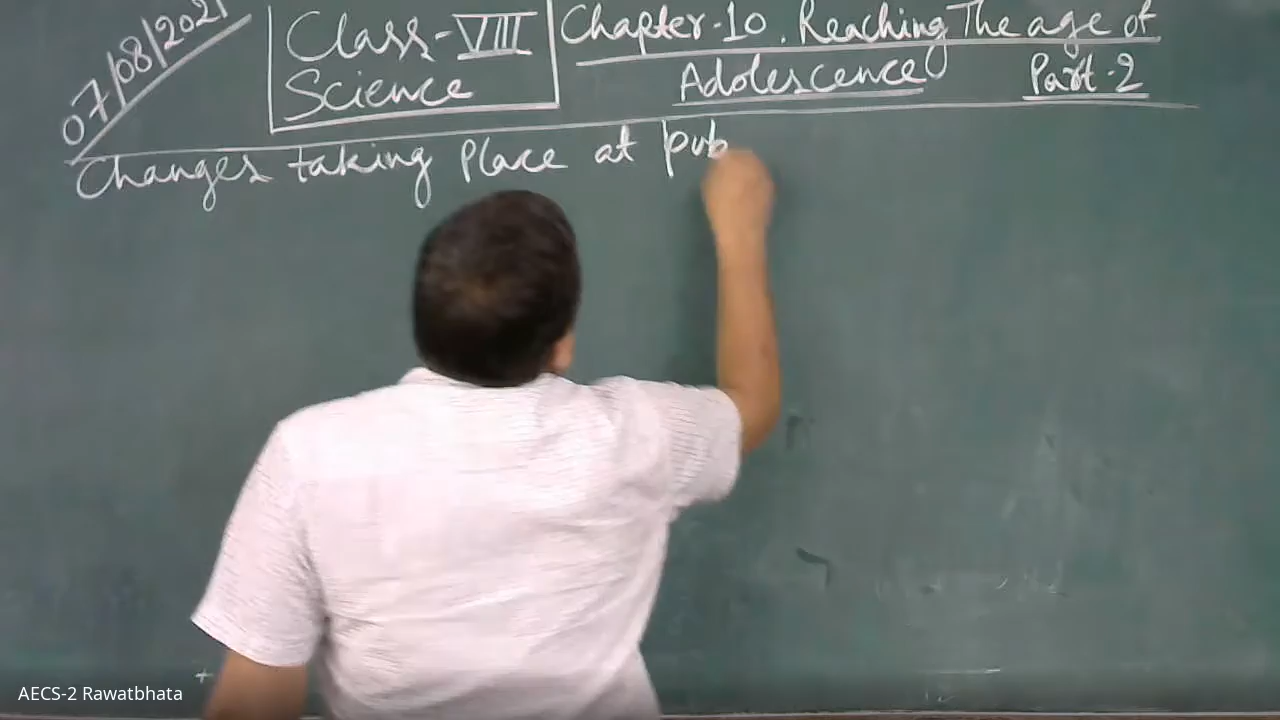 07/08/2021
Class-VIII
Science
Chapter-10. Reaching The age of
Adolescence
Part-2
Changes taking place at pub
AECS-2 Rawatbhata